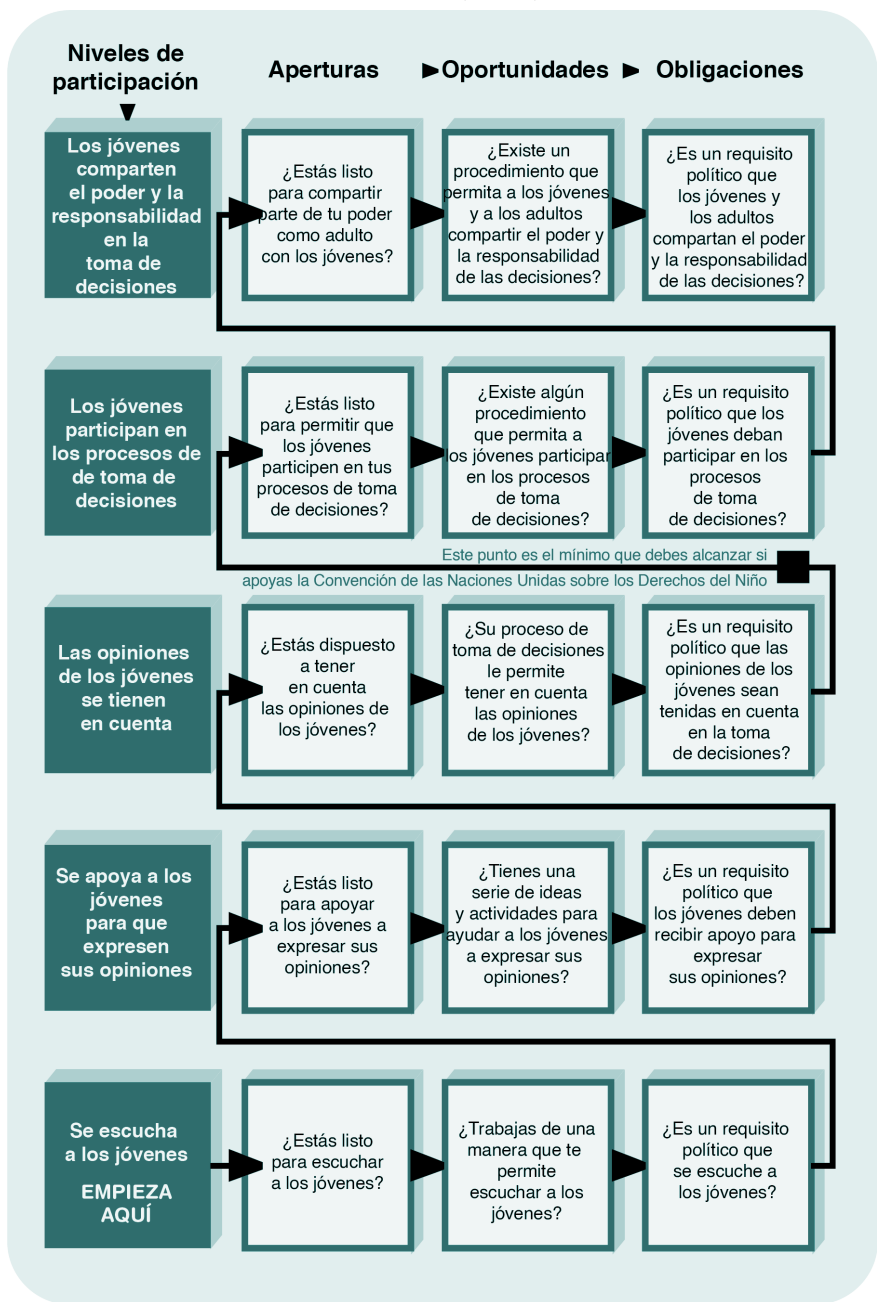 Niveles de
participación
Aperturas
Oportunidades
Obligaciones
Los jóvenes
comparten
el poder y la
responsabilidad
en la
toma de
decisiones
¿Estás listo
para compartir
parte de tu poder
como adulto
con los jóvenes?
¿Existe un
procedimiento que
permita a los jóvenes
y a los adultos
compartir el poder y
la responsabilidad
de las decisiones?
¿Es un requisito
político que
los jóvenes y
los adultos
compartan el poder
y la responsabilidad
de las decisiones?
Los jóvenes
participan en
los procesos de
de toma de
decisiones
¿Estás listo
para permitir que
los jóvenes
participen en tus
procesos de toma
de decisiones?
¿Existe algún
procedimiento
que permita a
los jóvenes participar
en los procesos
de toma
de decisiones?
¿Es un requisito
político que los
jóvenes deban
participar en los
procesos
de toma
de decisiones?
Este punto es el mínimo que debes alcanzar si
apoyas la Convención de las Naciones Unidas sobre los Derechos del Niño
Las opiniones
de los jóvenes
se tienen
en cuenta
¿Estás dispuesto
a tener
en cuenta
las opiniones de
los jóvenes?
¿Su proceso de
toma de decisiones
le permite
tener en cuenta
las opiniones
de los jóvenes?
¿Es un requisito
político que las
opiniones de los
jóvenes sean
tenidas en cuenta
en la toma
de decisiones?
Se apoya a los
jóvenes
para que
expresen
sus opiniones
¿Estás listo
para apoyar
a los jóvenes a
expresar sus
opiniones?
¿Tienes una
serie de ideas
y actividades para
ayudar a los jóvenes
a expresar sus
opiniones?
¿Es un requisito
político que
los jóvenes deben
recibir apoyo para
expresar
sus opiniones?
Se escucha
a los jóvenes
EMPIEZA
AQUÍ
¿Estás listo
para escuchar
a los jóvenes?
¿Trabajas de una
manera que te
permite
escuchar a los
jóvenes?
¿Es un requisito
político que
se escuche a
los jóvenes?